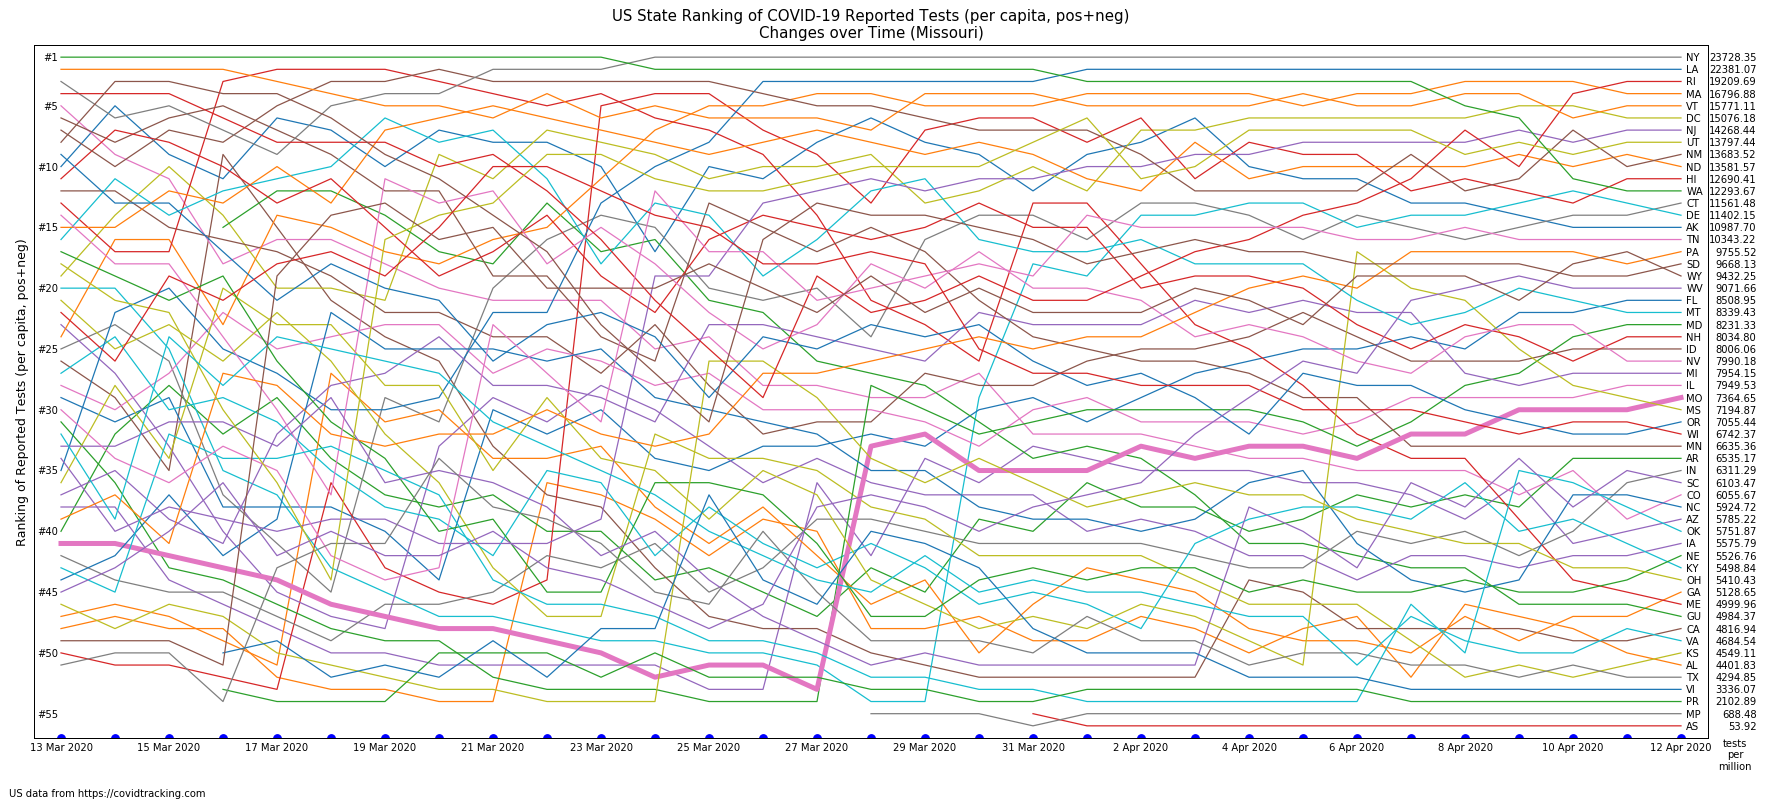 US State Ranking of COVID-19 Reported Tests (per capita, pos+neg)
Changes over Time (Missouri)
Ranking of Reported Tests (per capita, pos+neg)
#1
#5
#10
#15
#20
#25
#30
#35
#40
#45
#50
#55
NY 23728.35
LA 22381.07
RI 19209.69
MA 16796.88
VT 15771.11
DC 15076.18
NJ 14268.44
UT 13797.44
NM 13683.52
ND 13581.57
HI 12690.41
WA 12293.67
CT 11561.48
DE 11402.15
AK 10987.70
TN 10343.22
PA 9755.52
SD 9668.13
WY 9432.25
WV 9071.66
FL 8508.95
MT 8339.43
MD 8231.33
NH 8034.80
ID 8006.06
NV 7990.18
MI 7954.15
IL 7949.53
MO 7364.65
MS 7194.87
OR 7055.44
WI 6742.37
MN 6635.36
AR 6535.17
IN 6311.29
SC 6103.47
CO 6055.67
NC 5924.72
AZ 5785.22
OK 5751.87
IA 5575.79
NE 5526.76
KY 5498.84
OH 5410.43
GA 5128.65
ME 4999.96
GU 4984.37
CA 4816.94
VA 4684.54
KS 4549.11
AL 4401.83
TX 4294.85
VI 3336.07
PR 2102.89
MP 688.48
AS 53.92
13 Mar 2020 15 Mar 2020 17 Mar 2020 19 Mar 2020 21 Mar 2020 23 Mar 2020 25 Mar 2020 27 Mar 2020 29 Mar 2020 31 Mar 2020 2 Apr 2020 4 Apr 2020 6 Apr 2020 8 Apr 2020 10 Apr 2020 12 Apr 2020
tests
per
million
US data from https://covidtracking.com